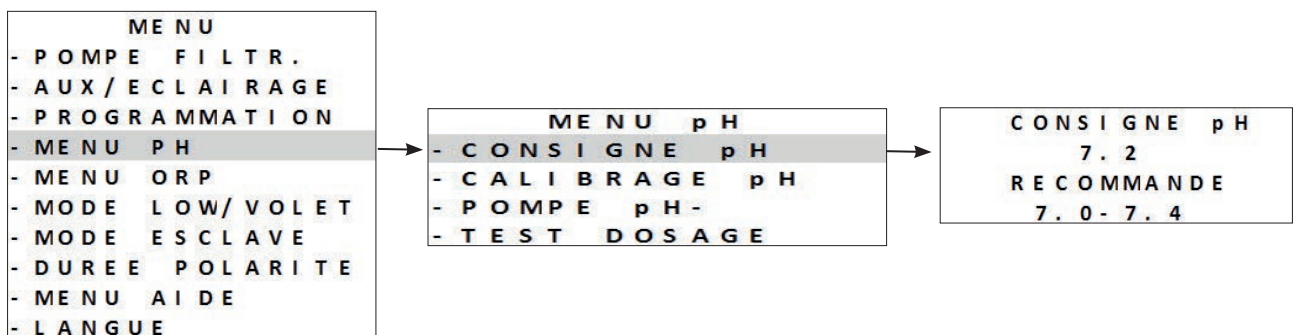 MENU
- POMPE FILTR.
- AUX/ECLAIRAGE
- PROGRAMMATION
- MENU PH
- MENU ORP
- MODE LOW/VOLET
- MODE ESCLAVE
- DUREE POLARITE
- MENU AIDE
- LANGUE
MENU pH
- CONSIGNE pH
- CALIBRAGE pH
- POMPE pH-
- TEST DOSAGE
CONSIGNE pH
7.2
RECOMMANDE
7.0-7.4